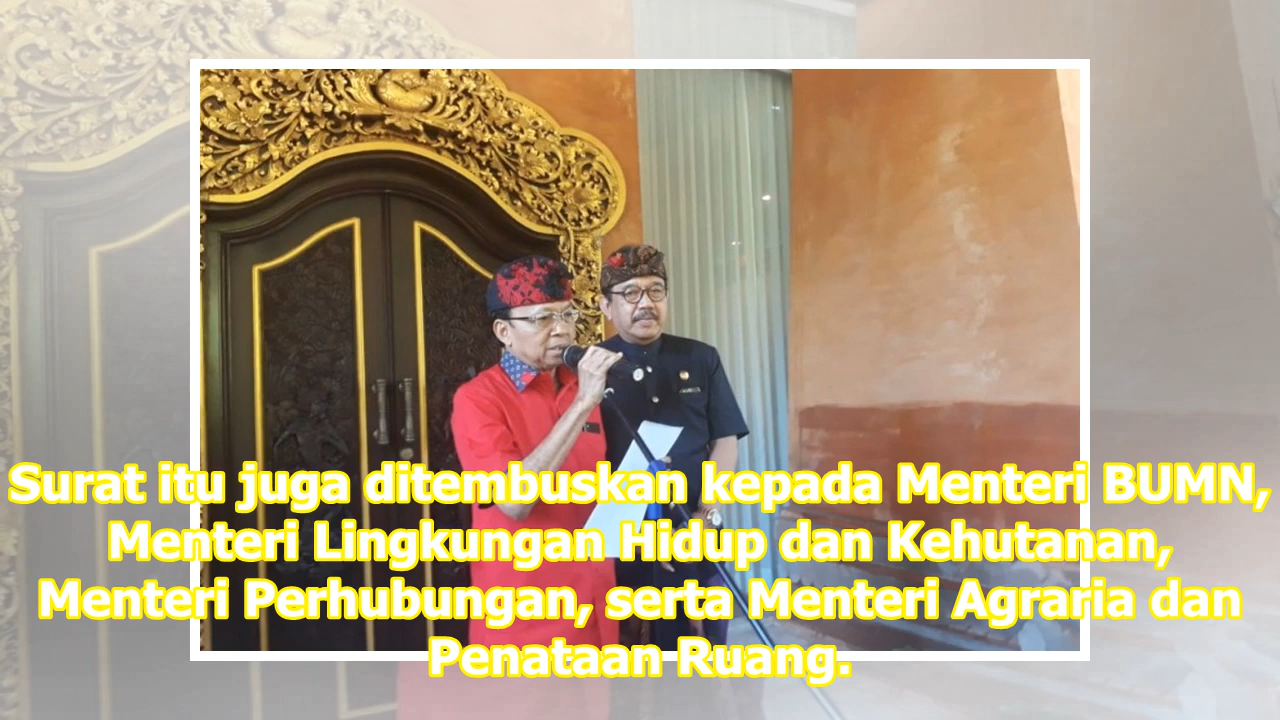 Surat itu juga ditembuskan kepada Menteri BUMN,
Menteri Lingkungan Hidup dan Kehutanan,
Menteri Perhubungan, serta Menteri Agraria dan
Penataan Ruang.